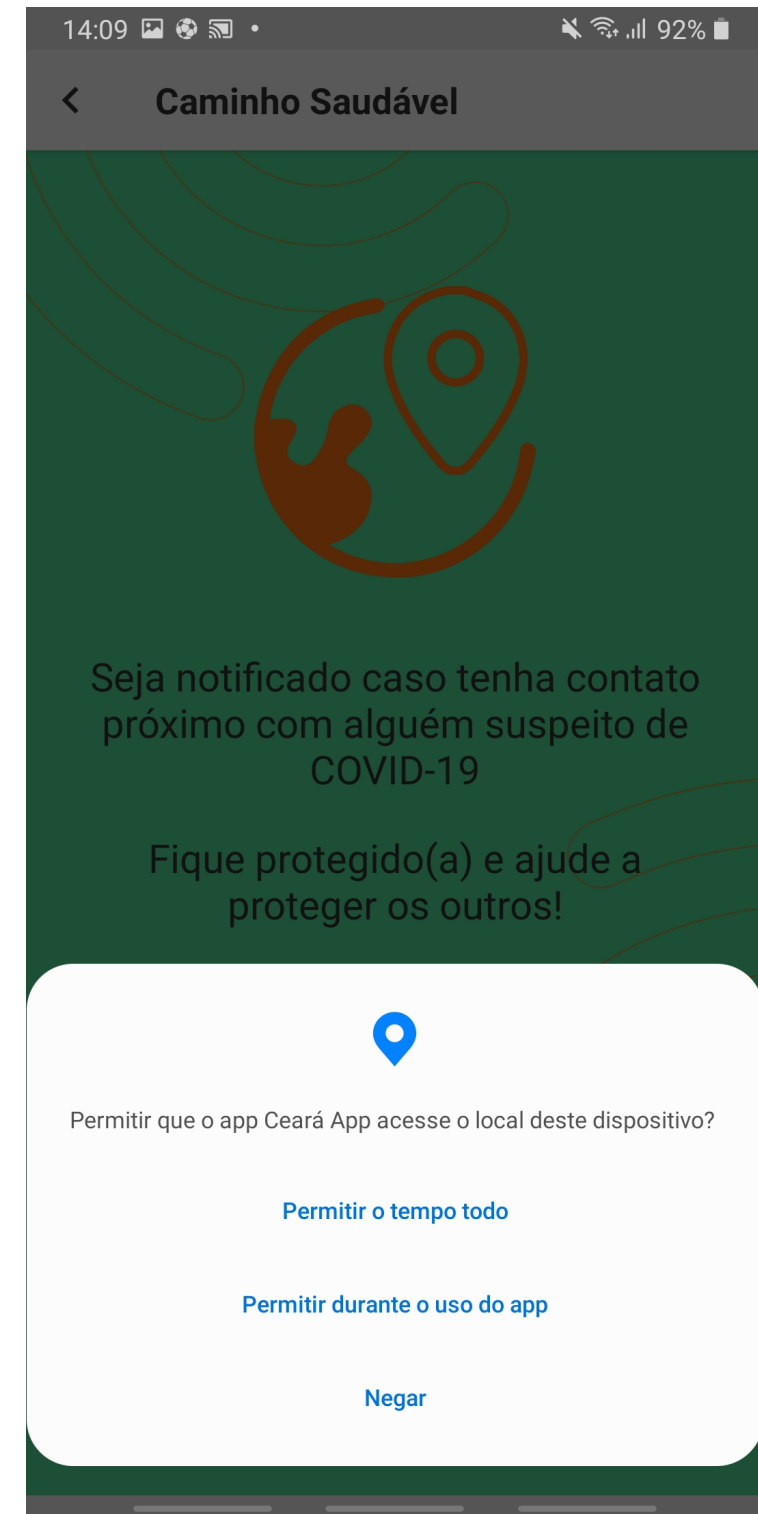 14:09
92%
Caminho Saudável
Seja notificado caso tenha contato
próximo com alguém suspeito de
COVID-19
Fique protegido(a) e ajude a
proteger os outros!
Permitir que o app Ceará App acesse o local deste dispositivo?
Permitir o tempo todo
Permitir durante o uso do app
Negar